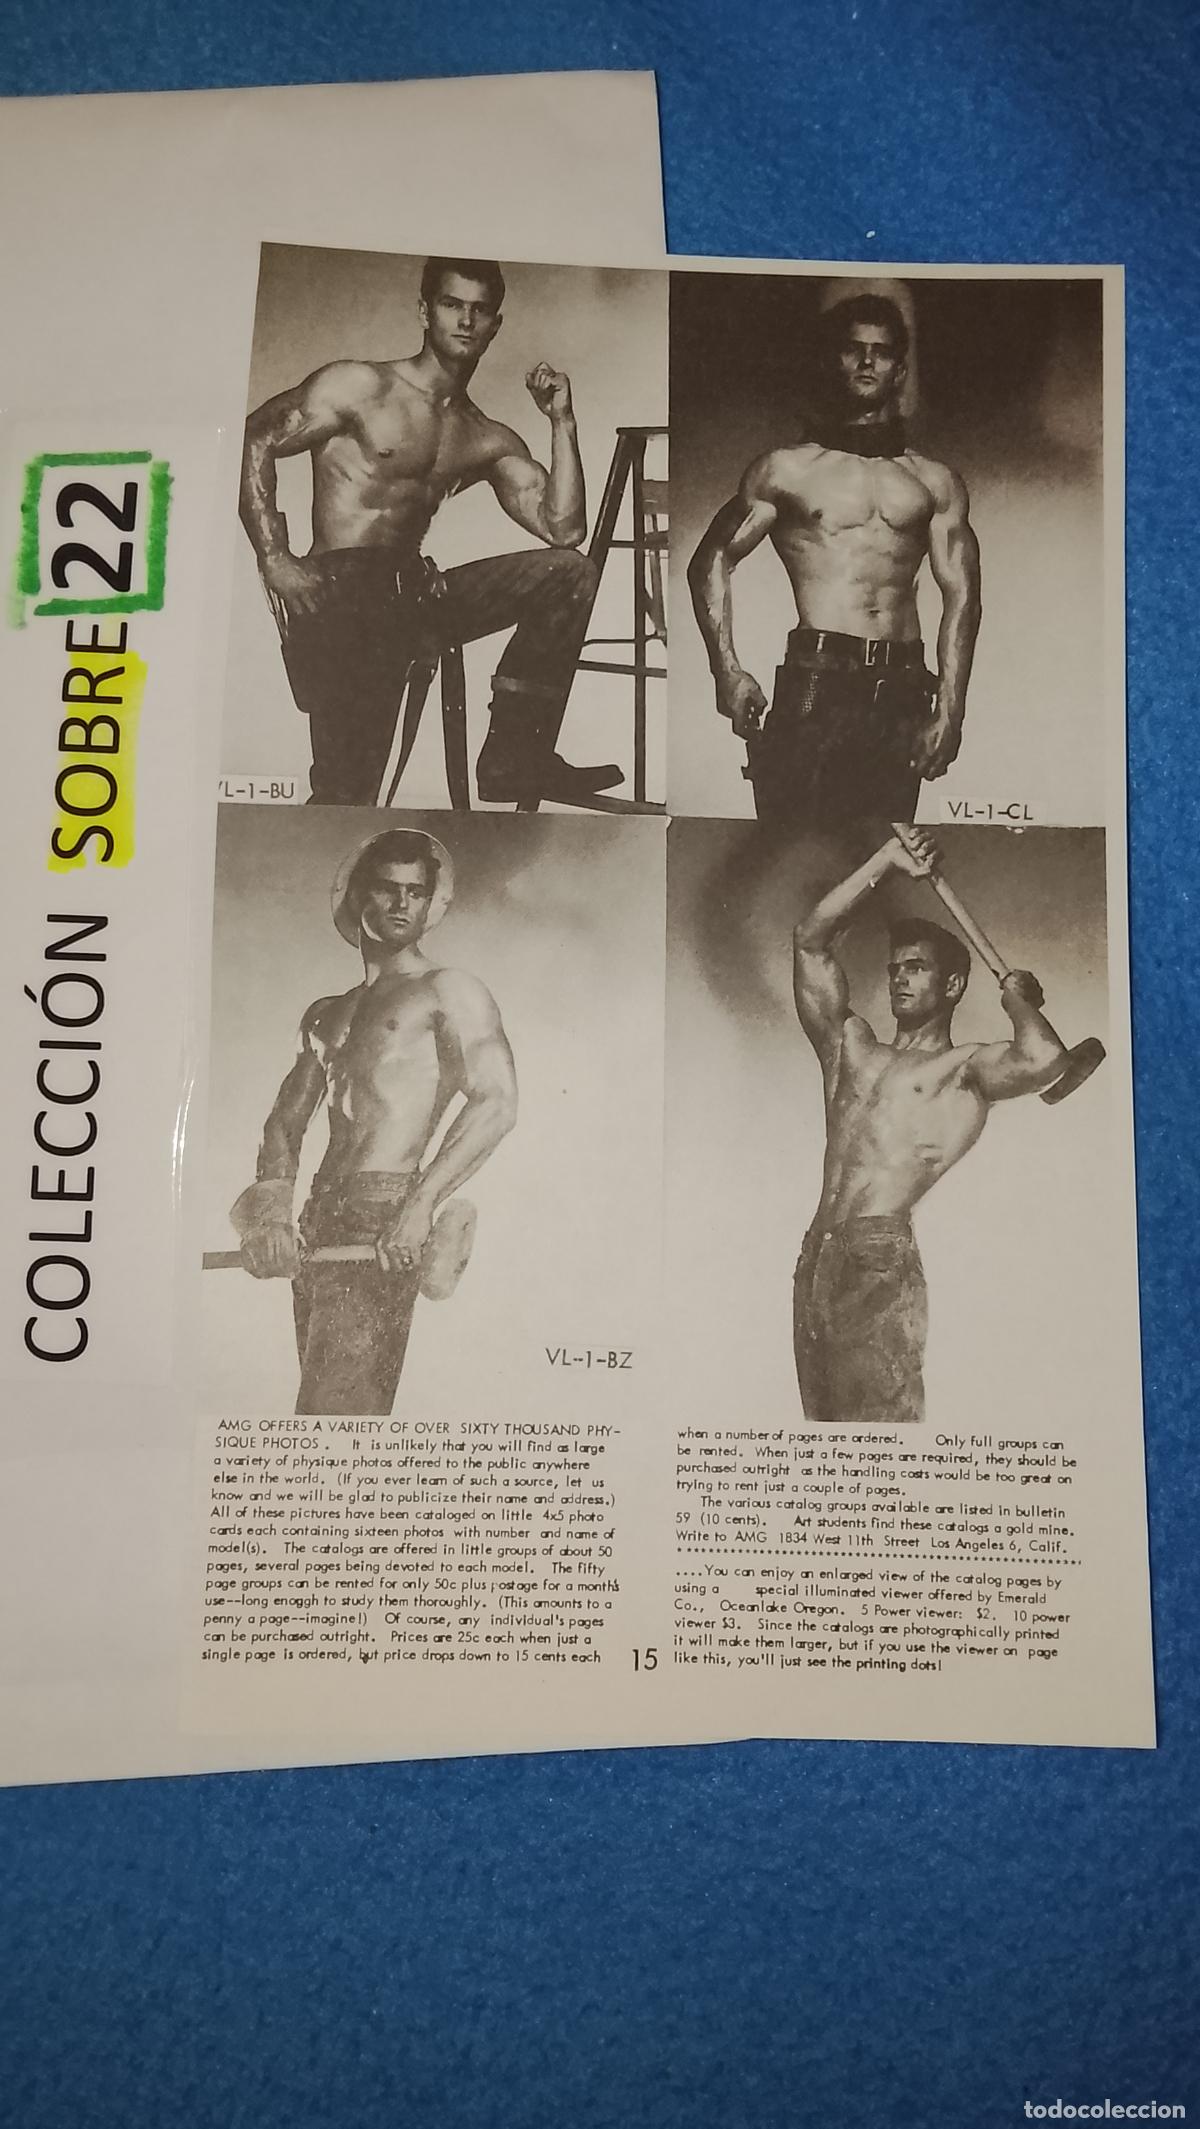 COLECCIÓN SOBRE 22
VL-1-BU
VL-1-CL
VL--1-BZ
AMG OFFERS A VARIETY OF OVER SIXTY THOUSAND PHY-
SIQUE PHOTOS. It is unlikely that you will find as large
a variety of physique photos offered to the public anywhere
else in the world. (If you ever learn of such a source, let us
know and we will be glad to publicize their name and address.)
All of these pictures have been cataloged on little 4x5 photo
cards each containing sixteen photos with number and name of
model(s). The catalogs are offered in little groups of about 50
pages, several pages being devoted to each model. The fifty
page groups can be rented for only 50c plus postage for a month's
use--long enoggh to study them thoroughly. (This amounts to a
penny a page--imagine!) Of course, any individual's pages
can be purchased outright. Prices are 25c each when just a
single page is ordered, but price drops down to 15 cents each
when a number of pages are ordered. Only full groups can
be rented. When just a few pages are required, they should be
purchased outright as the handling costs would be too great on
trying to rent just a couple of pages.
The various catalog groups available are listed in bulletin
59 (10 cents). Art students find these catalogs a gold mine.
Write to AMG 1834 West 11th Street Los Angeles 6, Calif.
....You can enjoy an enlarged view of the catalog pages by
using a special illuminated viewer offered by Emerald
Co., Oceanlake Oregon. 5 Power viewer: $2. 10 power
viewer $3. Since the catalogs are photographically printed
it will make them larger, but if you use the viewer on page
like this, you'll just see the printing dots!
15
todocoleccion